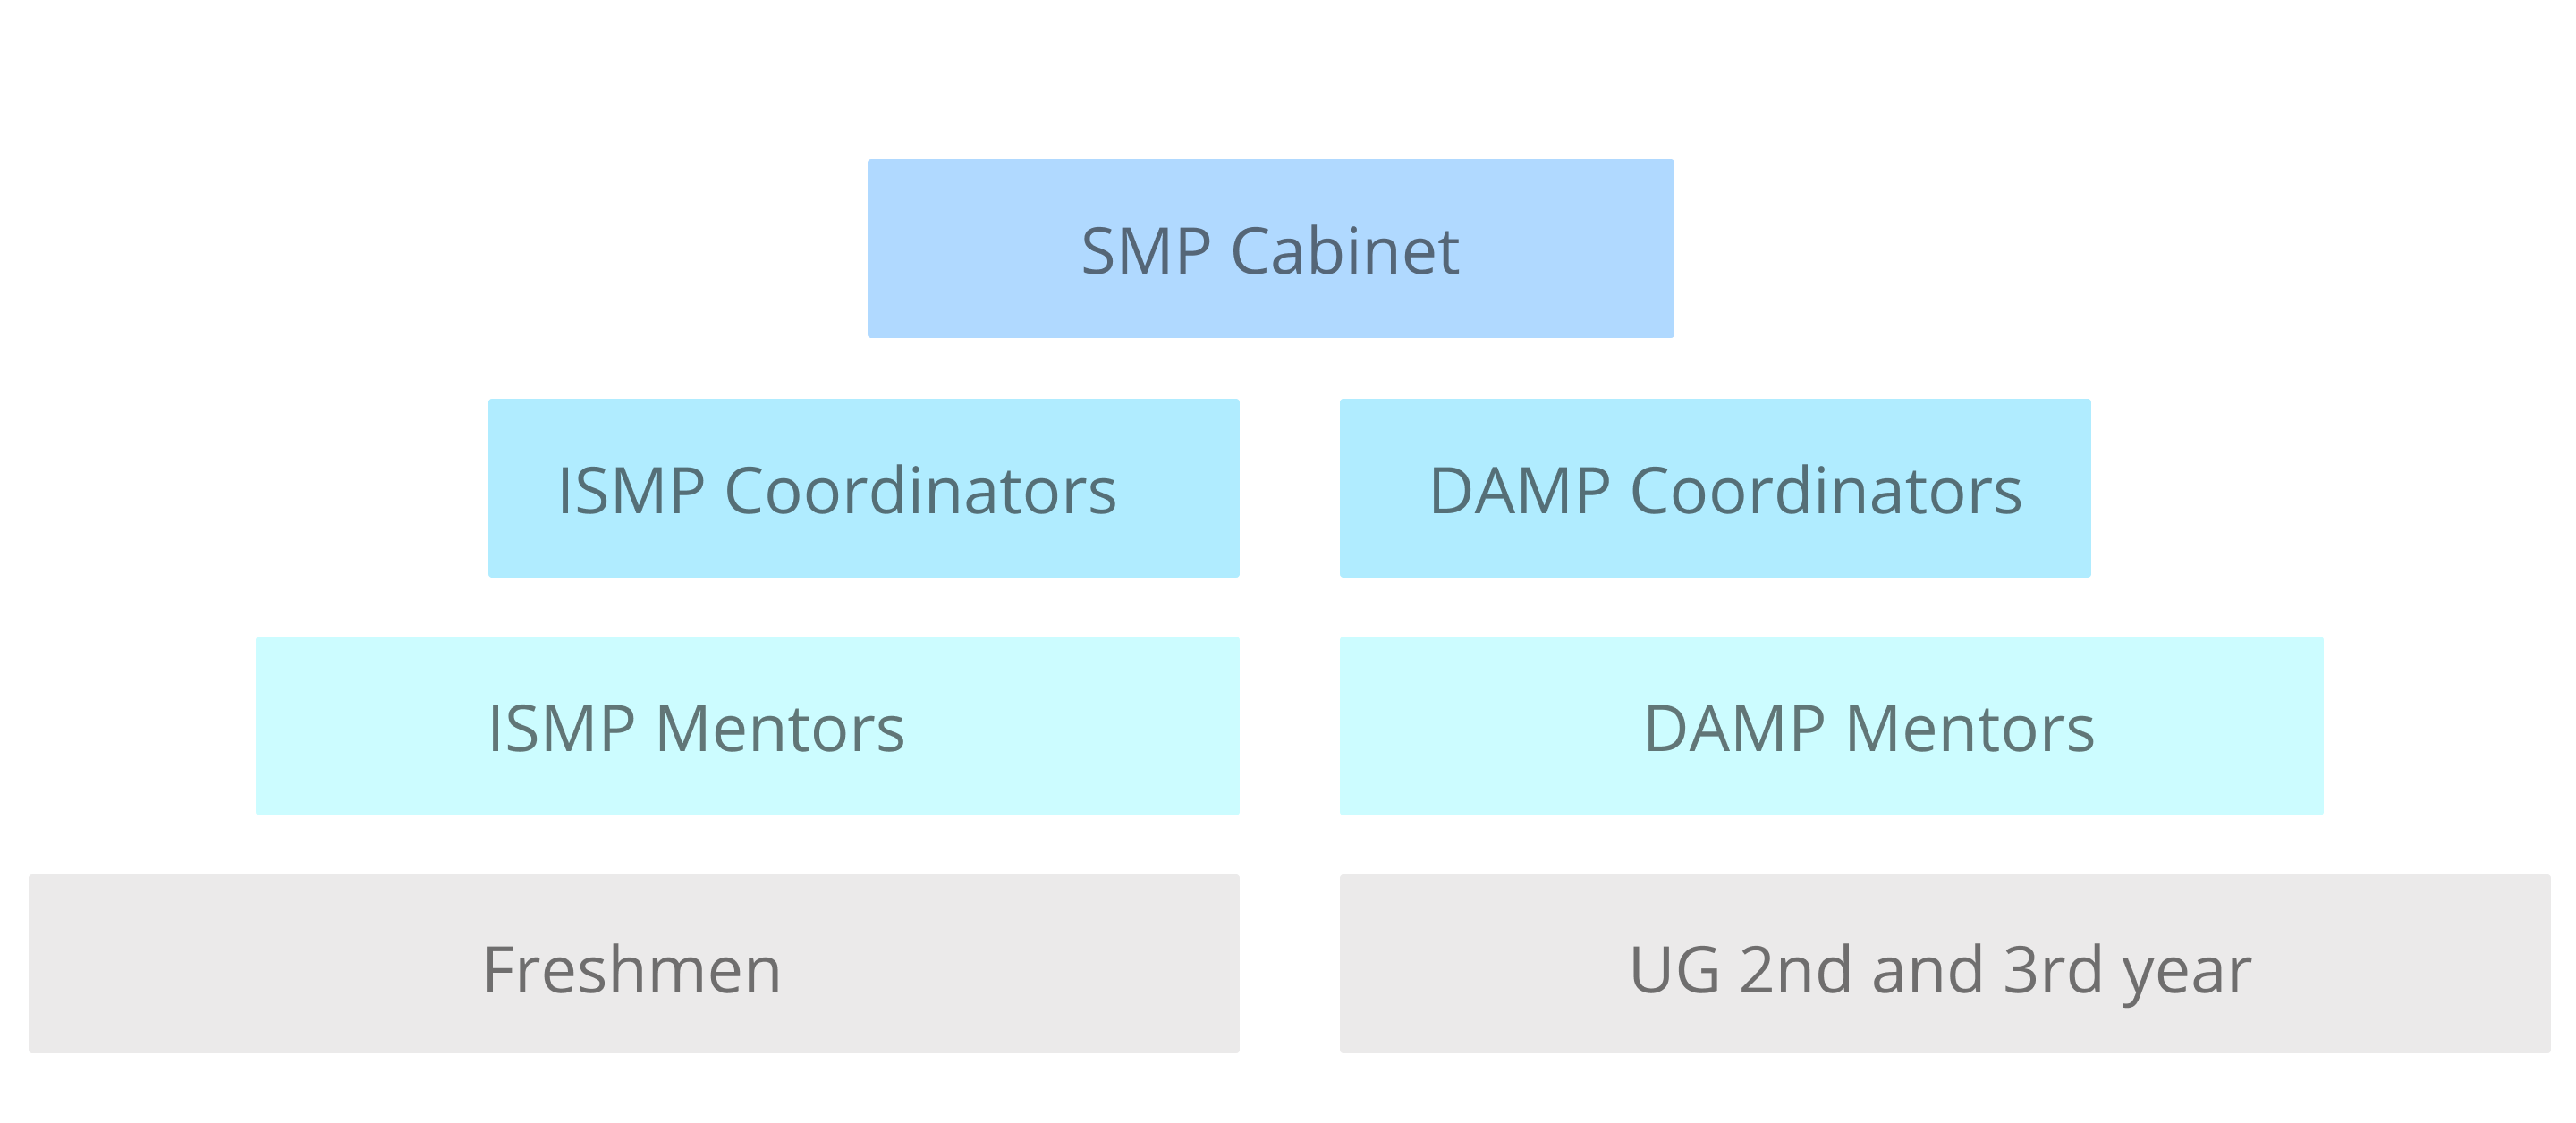 SMP Cabinet
ISMP Coordinators
DAMP Coordinators
ISMP Mentors
DAMP Mentors
Freshmen
UG 2nd and 3rd year